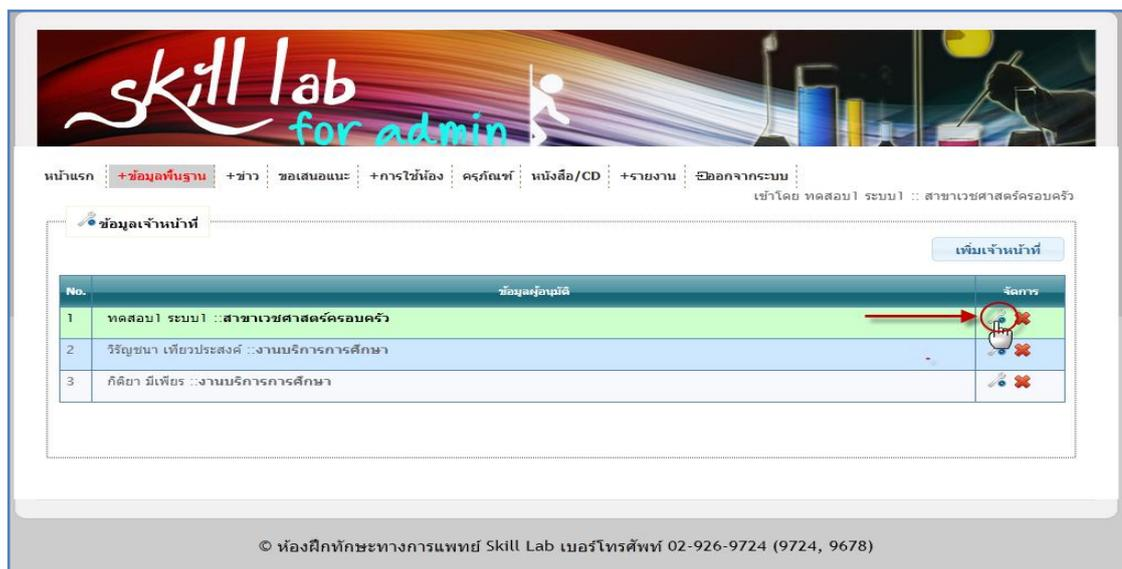 skill lab
for admin
หน้าแรก +ข้อมูลพื้นฐาน +ข่าว ขอเสนอแนะ +การใช้ห้อง ครุภัณฑ์ หนังสือ/CD +รายงาน ออกจากระบบ
เข้าโดย ทดสอบ1 ระบบ1 :: สาขาเวชศาสตร์ครอบครัว
ข้อมูลเจ้าหน้าที่
เพิ่มเจ้าหน้าที่
No. ข้อมูลผู้อนุมัติ จัดการ
1 ทดสอบ1 ระบบ1 ::สาขาเวชศาสตร์ครอบครัว
2 วิรัญชนา เทียวประสงค์ ::งานบริการการศึกษา
3 กิติยา มีเพียร ::งานบริการการศึกษา
© ห้องฝึกทักษะทางการแพทย์ Skill Lab เบอร์โทรศัพท์ 02-926-9724 (9724, 9678)